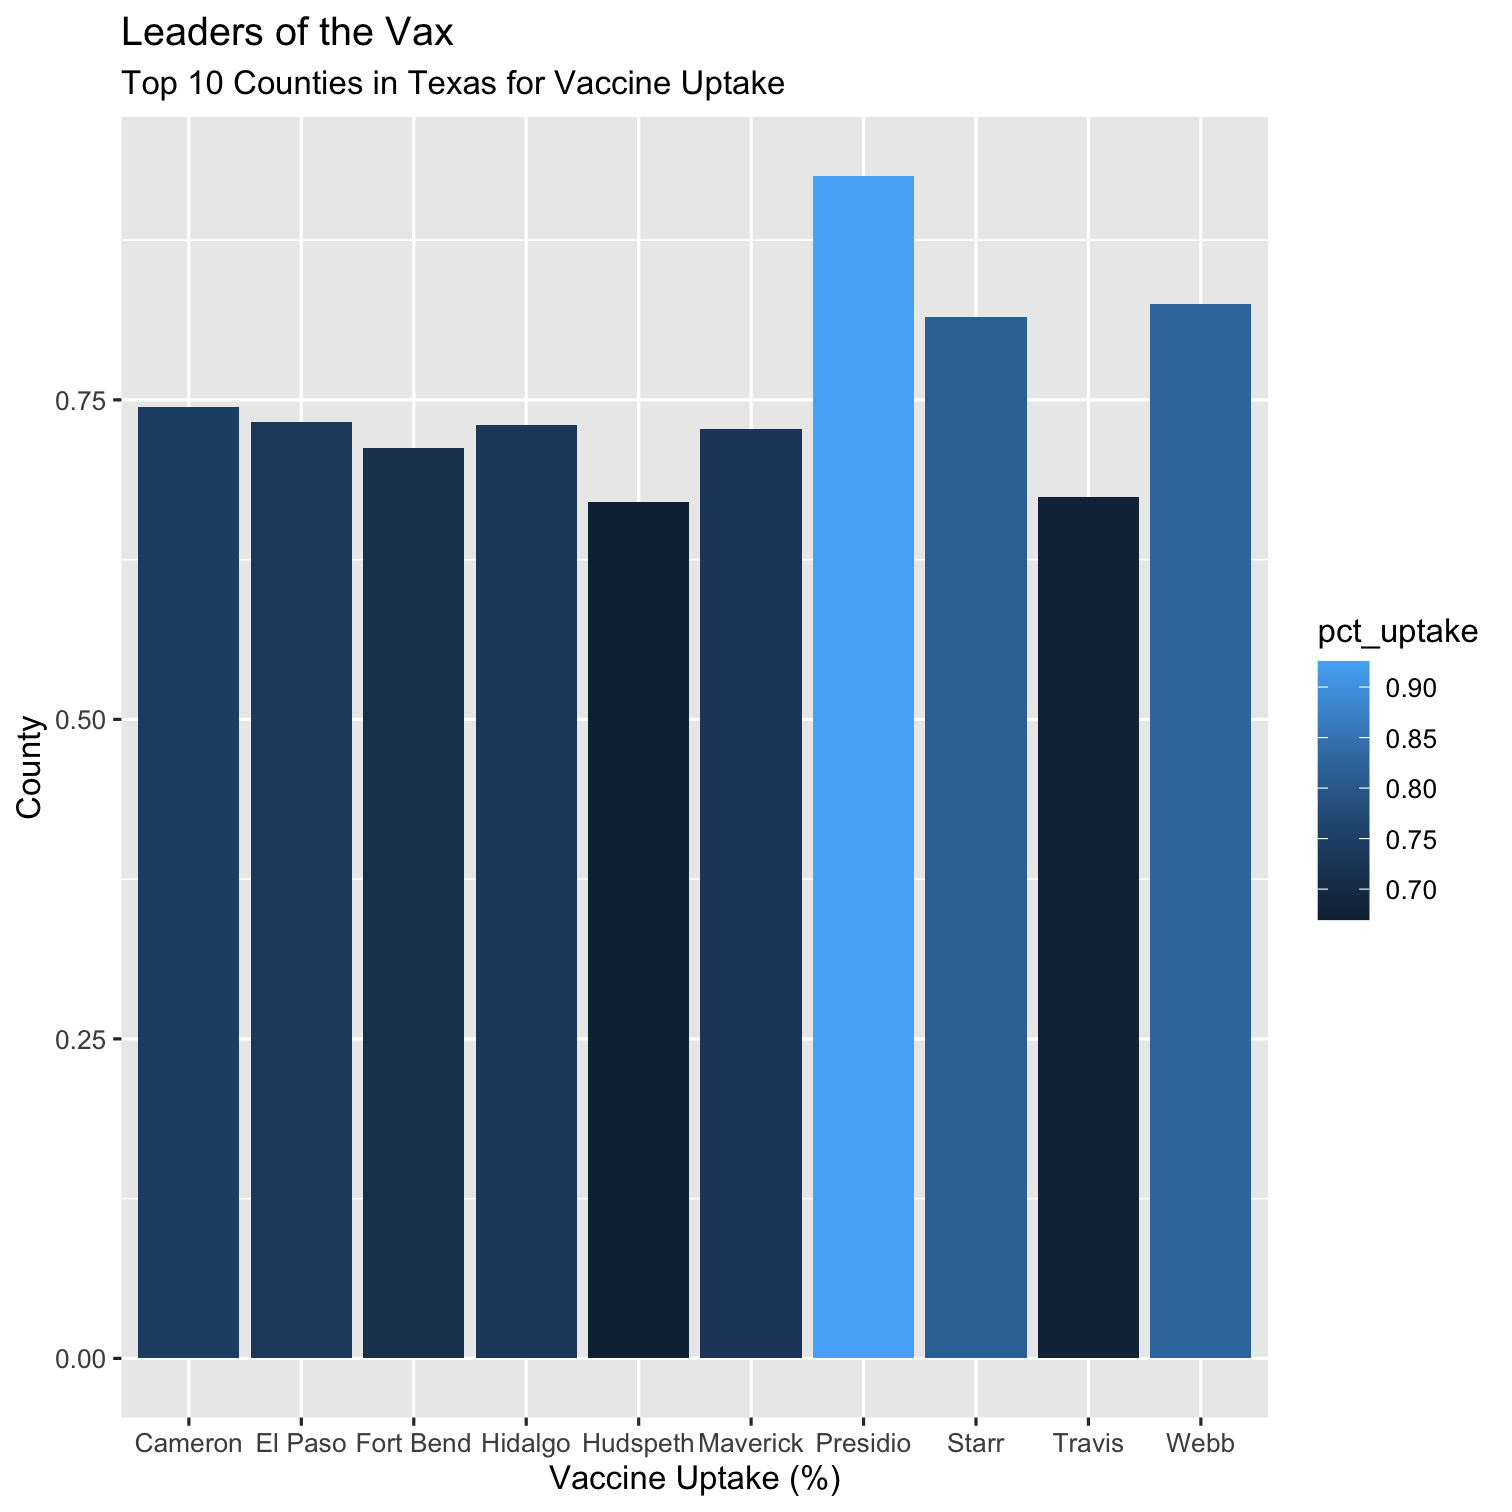 Leaders of the Vax
Top 10 Counties in Texas for Vaccine Uptake
County
0.75
0.50
0.25
0.00
Cameron El Paso Fort Bend Hidalgo Hudspeth Maverick Presidio Starr Travis Webb
Vaccine Uptake (%)
pct_uptake
0.90
0.85
0.80
0.75
0.70